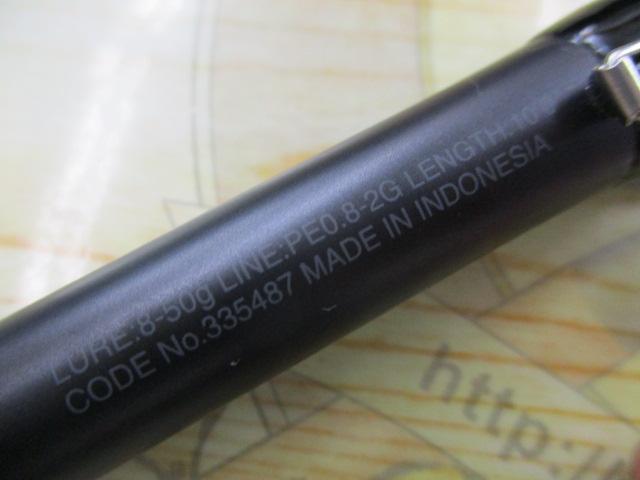 LURE:8-50g LINE:PE0.8-2G LENGTH:10'
CODE No.335487 MADE IN INDONESIA
http:/